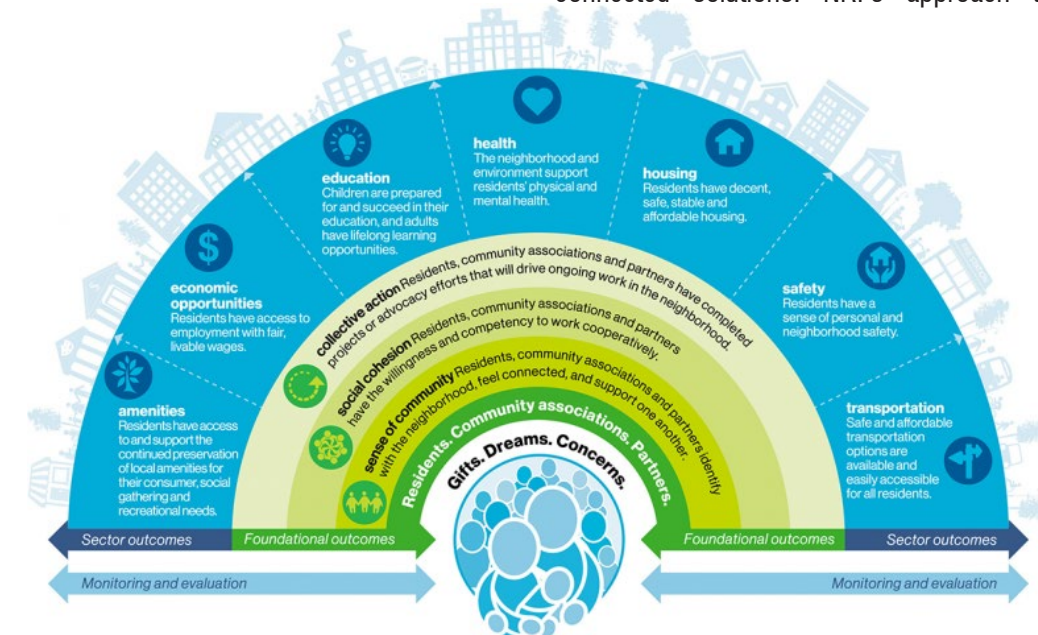 connected solutions. NRI's approach
health
The neighborhood and
environment support
residents' physical and
mental health.
education
Children are prepared
for and succeed in their
education, and adults
have lifelong learning
opportunities.
housing
Residents have decent,
safe, stable and
affordable housing.
economic
opportunities
Residents have access to
employment with fair,
livable wages.
safety
Residents have a
sense of personal and
neighborhood safety.
amenities
Residents have access
to and support the
continued preservation
of local amenities for
their consumer, social
gathering and
recreational needs.
transportation
Safe and affordable
transportation
options are
available and
easily accessible
for all residents.
collective action Residents, community associations and partners have completed
projects or advocacy efforts that will drive ongoing work in the neighborhood.
social cohesion Residents, community associations and partners
have the willingness and competency to work cooperatively.
sense of community Residents, community associations and partners identity
with the neighborhood, feel connected, and support one another.
Residents. Community associations. Partners.
Gifts. Dreams. Concerns.
Sector outcomes
Foundational outcomes
Foundational outcomes
Sector outcomes
Monitoring and evaluation
Monitoring and evaluation